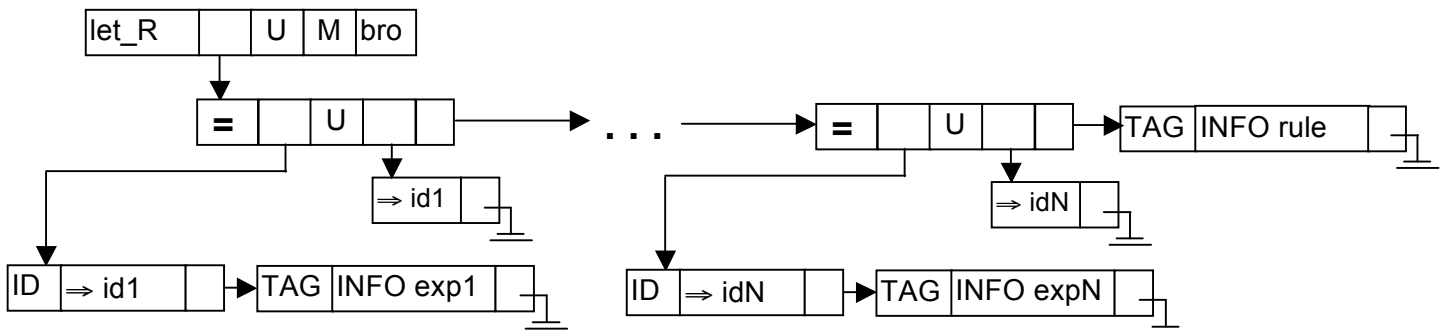 let_R U M bro
= U . . . = U TAG INFO rule
⇒ id1 ⇒ idN
ID ⇒ id1 TAG INFO exp1 ID ⇒ idN TAG INFO expN